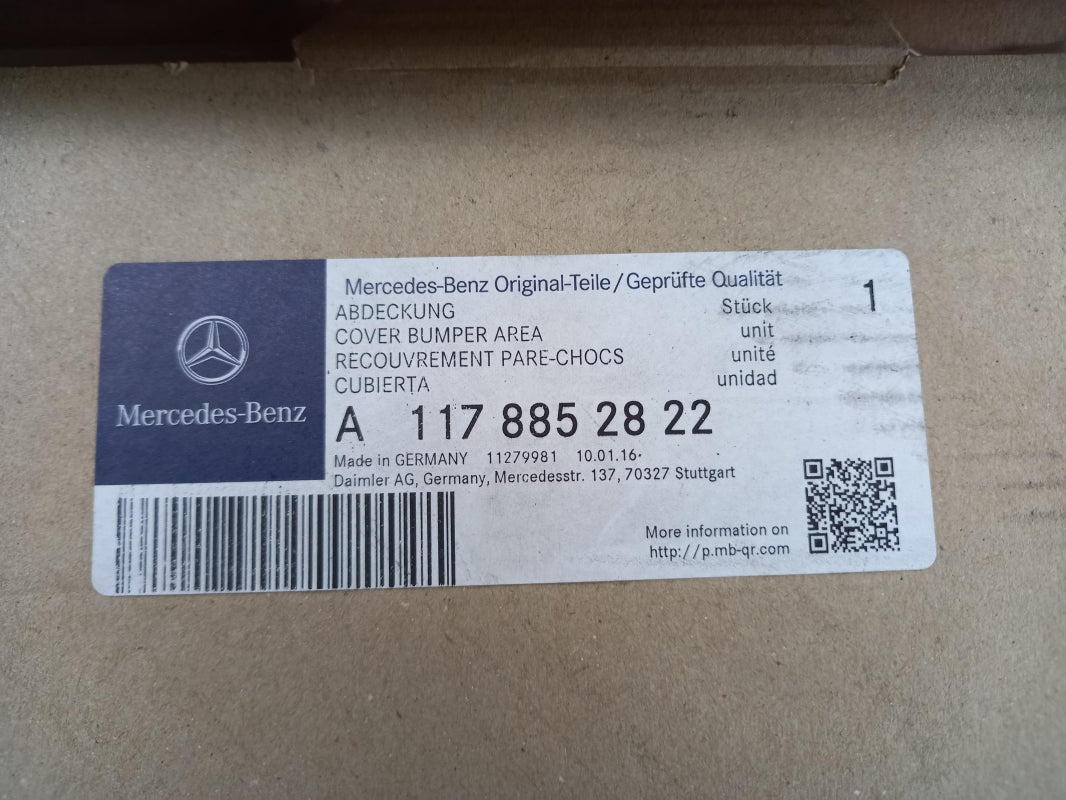 Mercedes-Benz
Mercedes-Benz Original-Teile/Geprüfte Qualität
ABDECKUNG Stück 1
COVER BUMPER AREA unit
RECOUVREMENT PARE-CHOCS unité
CUBIERTA unidad
A 117 885 28 22
Made in GERMANY 11279981 10.01.16
Daimler AG, Germany, Mercedesstr. 137, 70327 Stuttgart
More information on
http://p.mb-qr.com